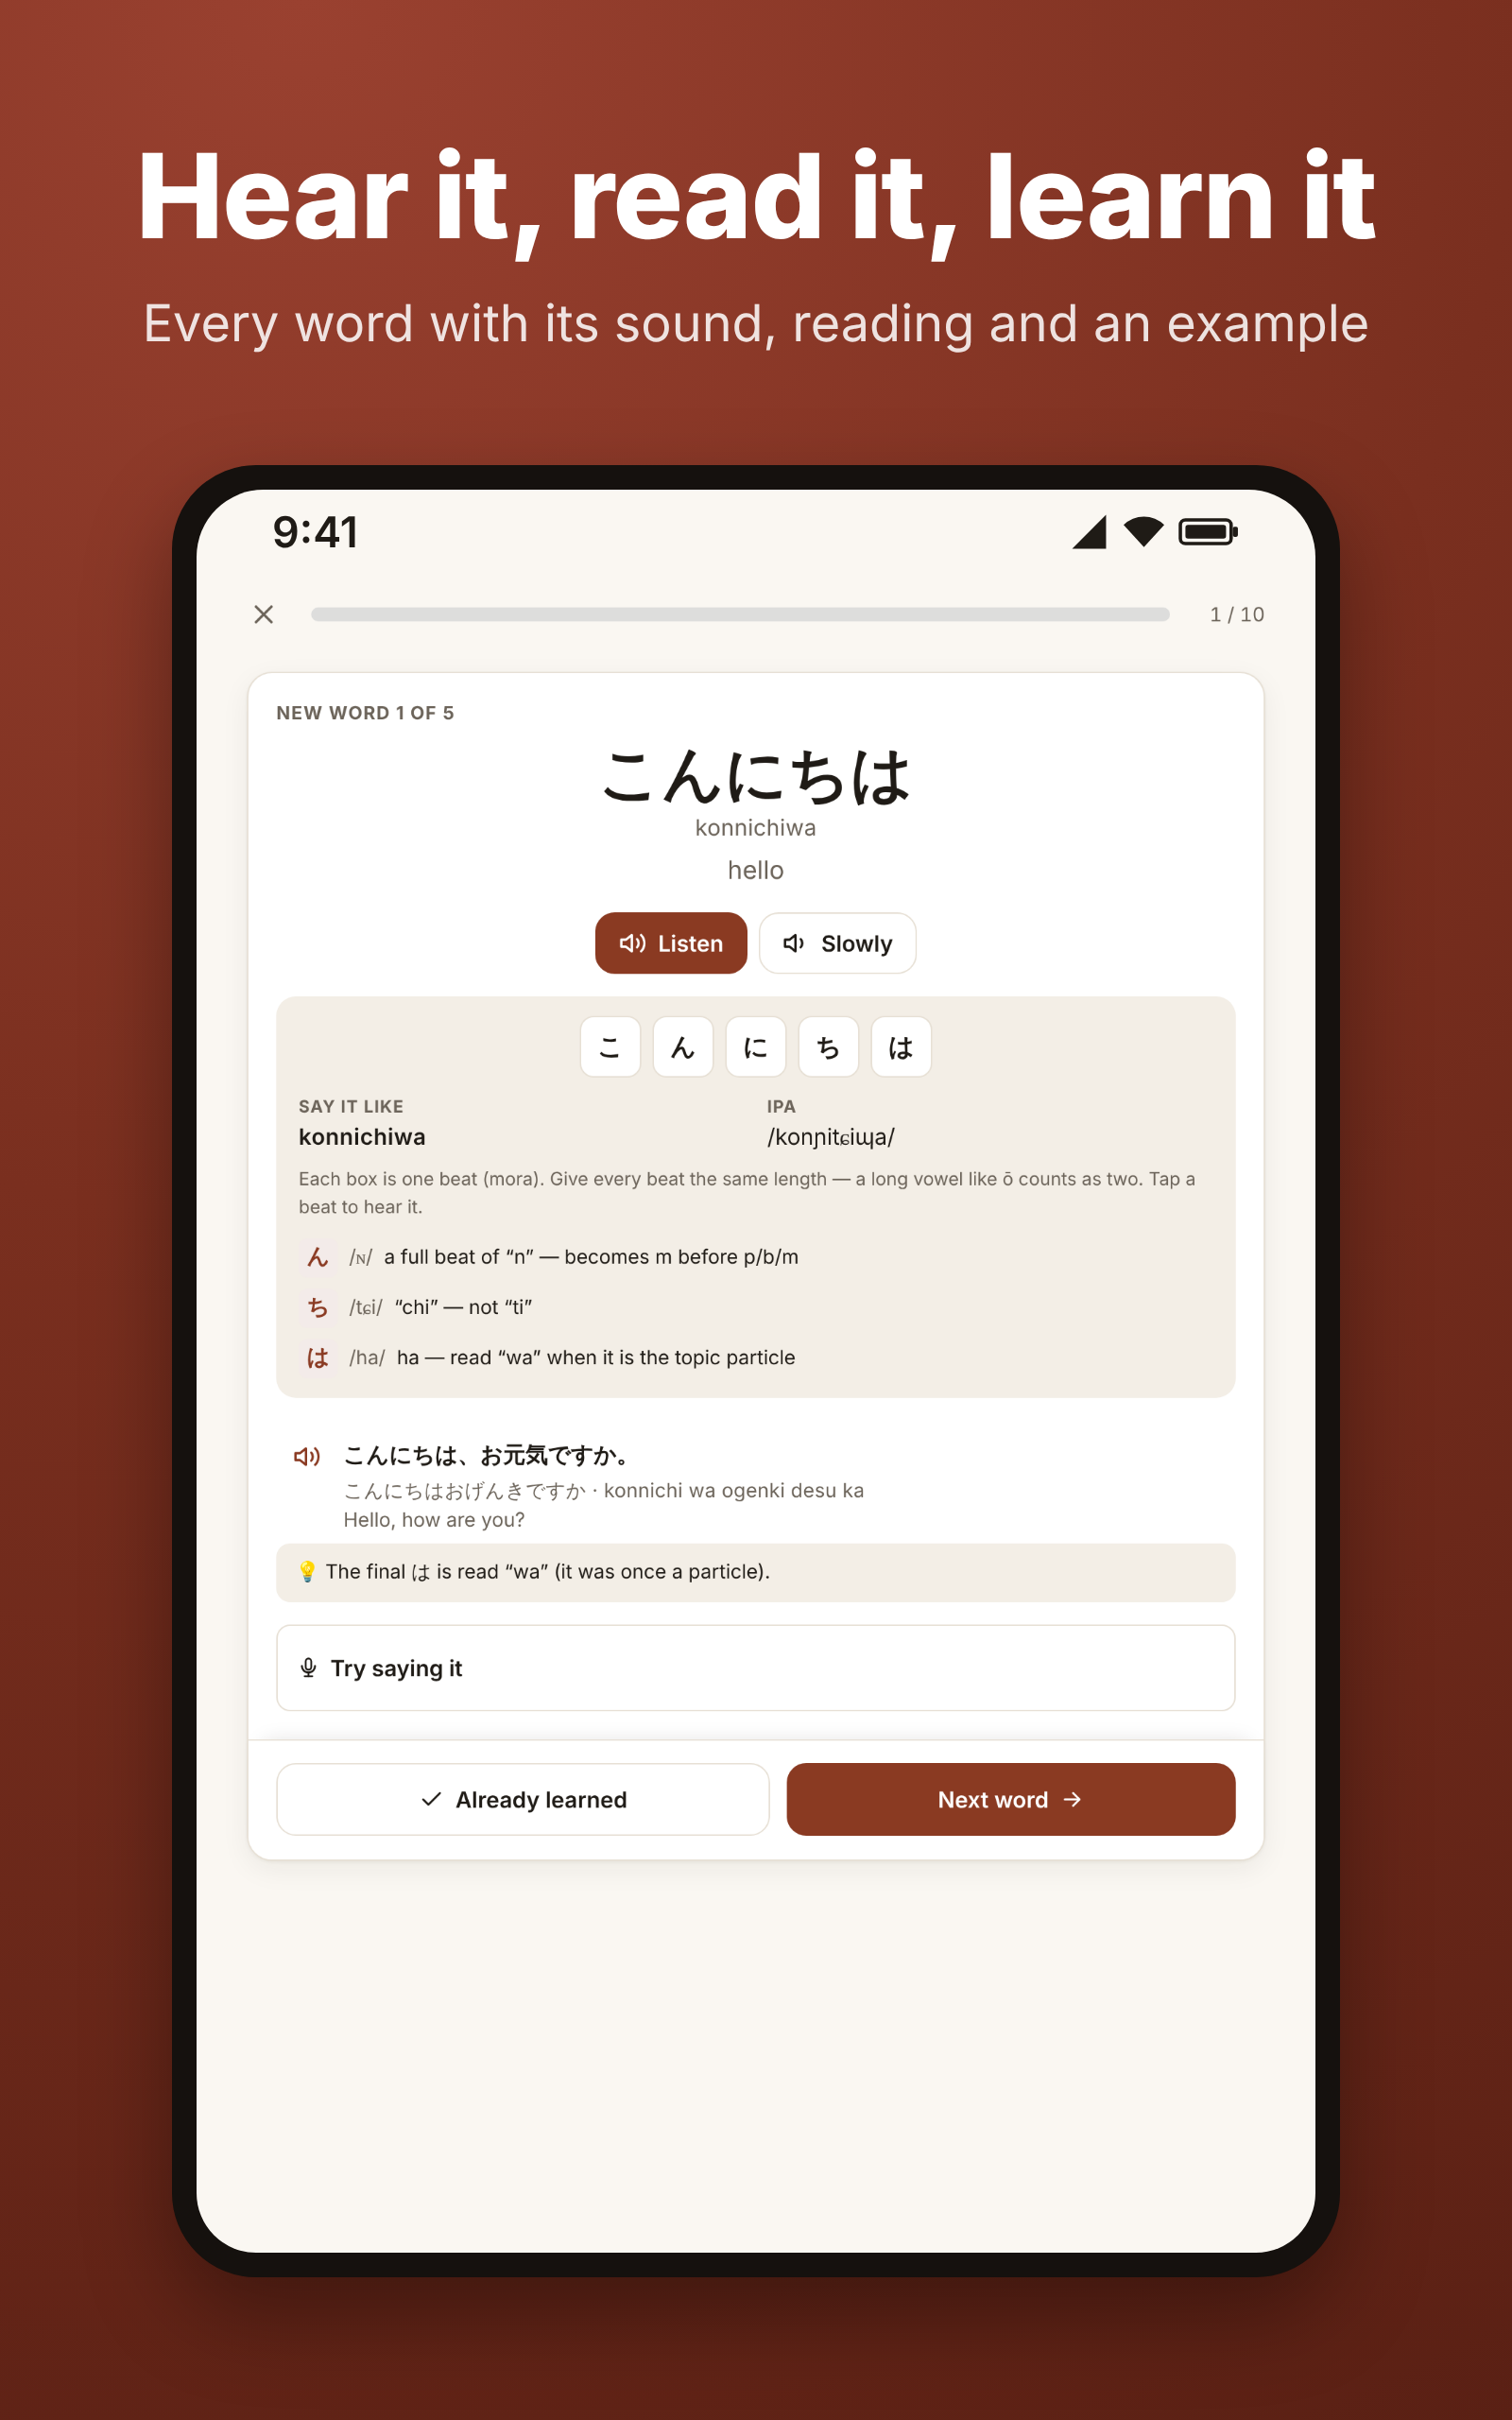 Hear it, read it, learn it
Every word with its sound, reading and an example
9:41
1 / 10
NEW WORD 1 OF 5
こんにちは
konnichiwa
hello
Listen
Slowly
こ ん に ち は
SAY IT LIKE
konnichiwa
IPA
/konɲitɕiɰa/
Each box is one beat (mora). Give every beat the same length — a long vowel like ō counts as two. Tap a
beat to hear it.
ん /ɴ/ a full beat of “n” — becomes m before p/b/m
ち /tɕi/ “chi” — not “ti”
は /ha/ ha — read “wa” when it is the topic particle
こんにちは、お元気ですか。
こんにちはおげんきですか · konnichi wa ogenki desu ka
Hello, how are you?
💡 The final は is read “wa” (it was once a particle).
Try saying it
Already learned
Next word →